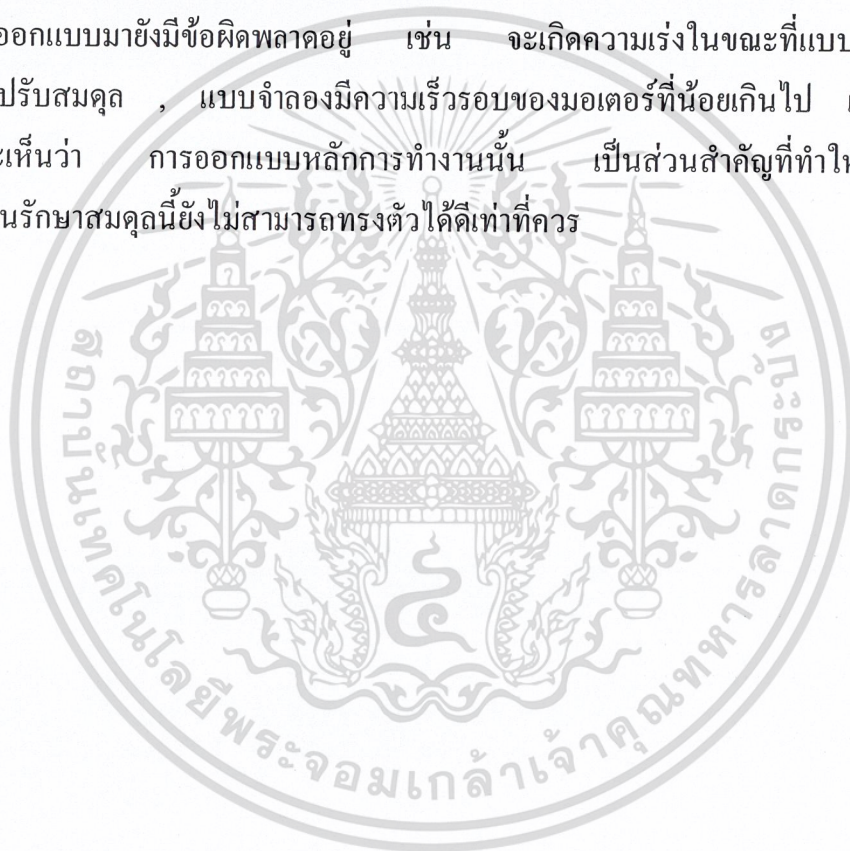 ออกแบบมายังมีข้อผิดพลาดอยู่ เช่น จะเกิดความเร่งในขณะที่แบบ
ปรับสมดุล , แบบจำลองมีความเร็วรอบของมอเตอร์ที่น้อยเกินไป
ะเห็นว่า การออกแบบหลักการทำงานนั้น เป็นส่วนสำคัญที่ทำให
นรักษาสมดุลนี้ยังไม่สามารถทรงตัวได้ดีเท่าที่ควร
สถาบันเทคโนโลยีพระจอมเกล้าเจ้าคุณทหารลาดกระบัง
๔